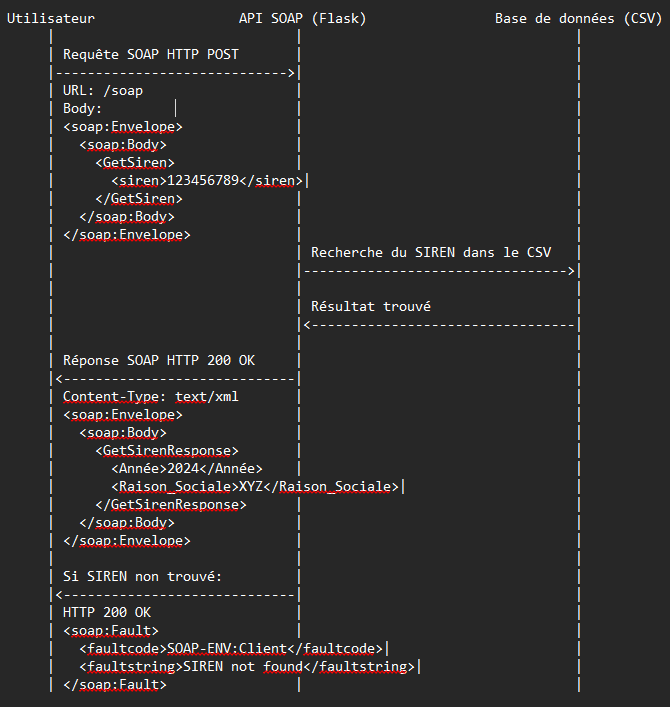 Utilisateur API SOAP (Flask) Base de données (CSV)
Requête SOAP HTTP POST
URL: /soap
Body:
<soap:Envelope>
<soap:Body>
<GetSiren>
<siren>123456789</siren>
</GetSiren>
</soap:Body>
</soap:Envelope>
Recherche du SIREN dans le CSV
Résultat trouvé
Réponse SOAP HTTP 200 OK
Content-Type: text/xml
<soap:Envelope>
<soap:Body>
<GetSirenResponse>
<Année>2024</Année>
<Raison_Sociale>XYZ</Raison_Sociale>
</GetSirenResponse>
</soap:Body>
</soap:Envelope>
Si SIREN non trouvé:
HTTP 200 OK
<soap:Fault>
<faultcode>SOAP-ENV:Client</faultcode>
<faultstring>SIREN not found</faultstring>
</soap:Fault>